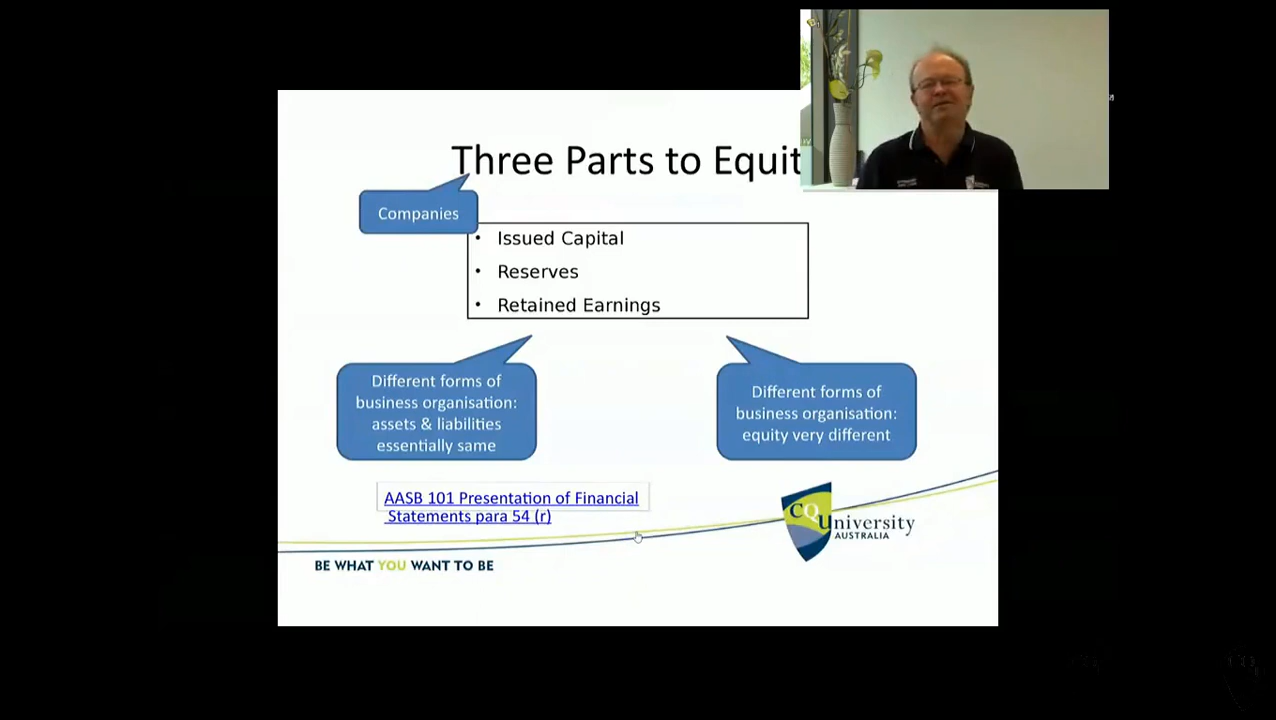 Three Parts to Equit
Companies
• Issued Capital
• Reserves
• Retained Earnings
Different forms of
business organisation:
assets & liabilities
essentially same
Different forms of
business organisation:
equity very different
AASB 101 Presentation of Financial
Statements para 54 (r)
CQUniversity
AUSTRALIA
BE WHAT YOU WANT TO BE